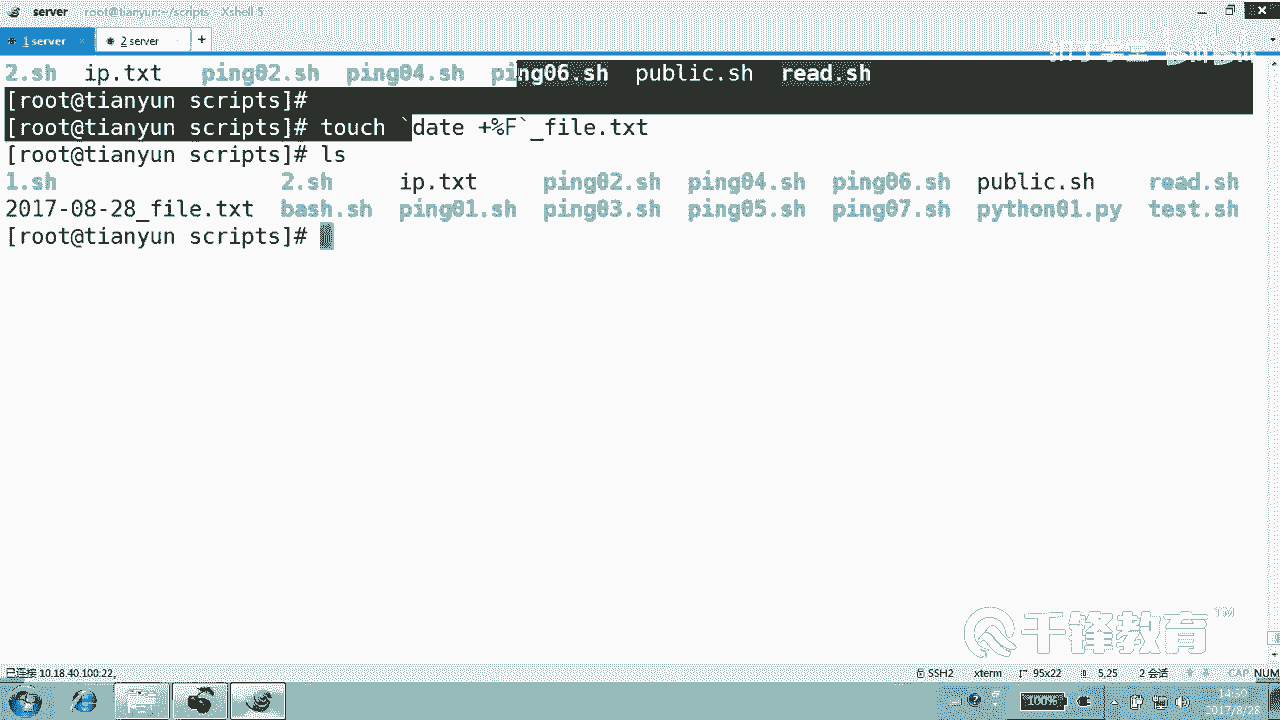 server root@tianyun:~/scripts - Xshell 5
1 server × 2 server +
2.sh ip.txt ping02.sh ping04.sh ping06.sh public.sh read.sh
[root@tianyun scripts]#
[root@tianyun scripts]# touch `date +%F`_file.txt
[root@tianyun scripts]# ls
1.sh 2.sh ip.txt ping02.sh ping04.sh ping06.sh public.sh read.sh
2017-08-28_file.txt bash.sh ping01.sh ping03.sh ping05.sh ping07.sh python01.py test.sh
[root@tianyun scripts]#
千锋教育™
已连接 10.18.40.100:22。 SSH2 xterm 95x22 5,25 2 会话 CAP NUM
100% 14:50
2017/8/28